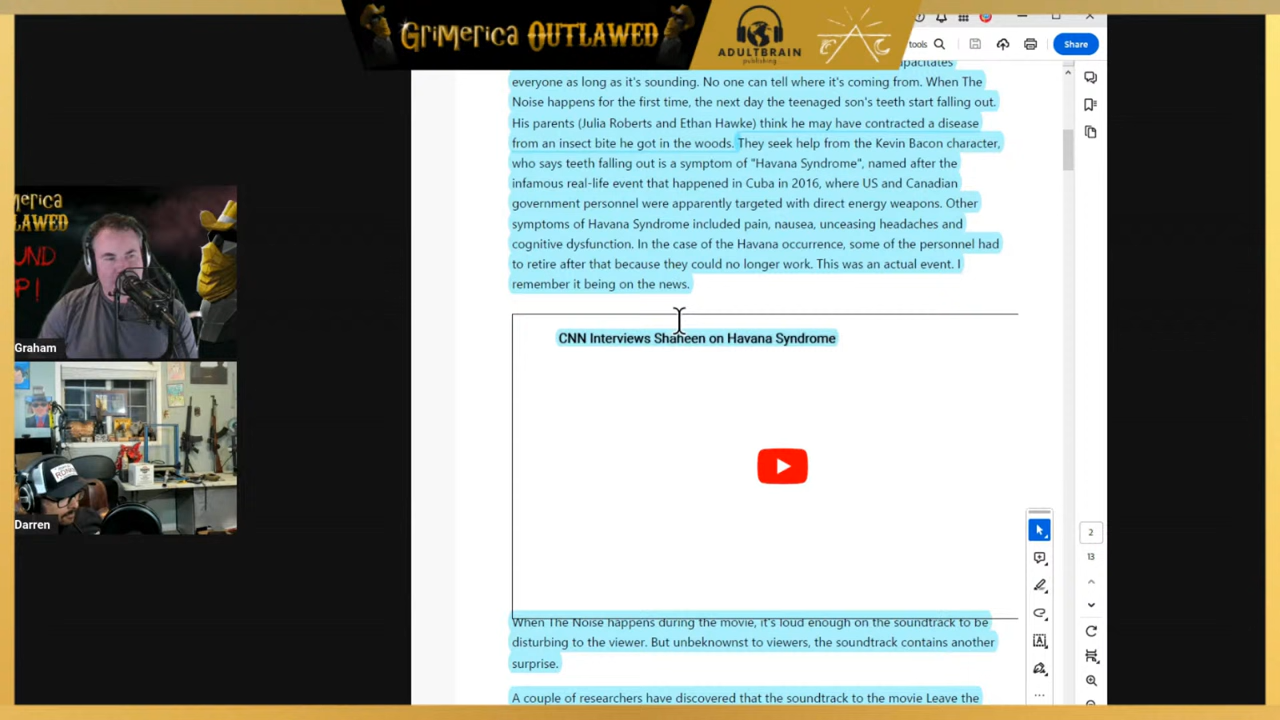 GRiMERiCA OUTLAWED
ADULTBRAIN
publishing
tools
Share
everyone as long as it's sounding. No one can tell where it's coming from. When The
Noise happens for the first time, the next day the teenaged son's teeth start falling out.
His parents (Julia Roberts and Ethan Hawke) think he may have contracted a disease
from an insect bite he got in the woods. They seek help from the Kevin Bacon character,
who says teeth falling out is a symptom of "Havana Syndrome", named after the
infamous real-life event that happened in Cuba in 2016, where US and Canadian
government personnel were apparently targeted with direct energy weapons. Other
symptoms of Havana Syndrome included pain, nausea, unceasing headaches and
cognitive dysfunction. In the case of the Havana occurrence, some of the personnel had
to retire after that because they could no longer work. This was an actual event. I
remember it being on the news.
CNN Interviews Shaheen on Havana Syndrome
When The Noise happens during the movie, it's loud enough on the soundtrack to be
disturbing to the viewer. But unbeknownst to viewers, the soundtrack contains another
surprise.
A couple of researchers have discovered that the soundtrack to the movie Leave the
2
13
Graham
Darren